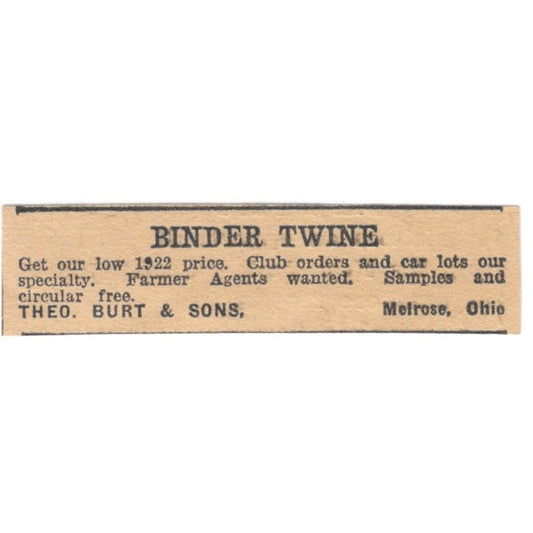 BINDER TWINE
Get our low 1922 price. Club orders and car lots our
specialty. Farmer Agents wanted. Samples and
circular free.
THEO. BURT & SONS, Melrose, Ohio